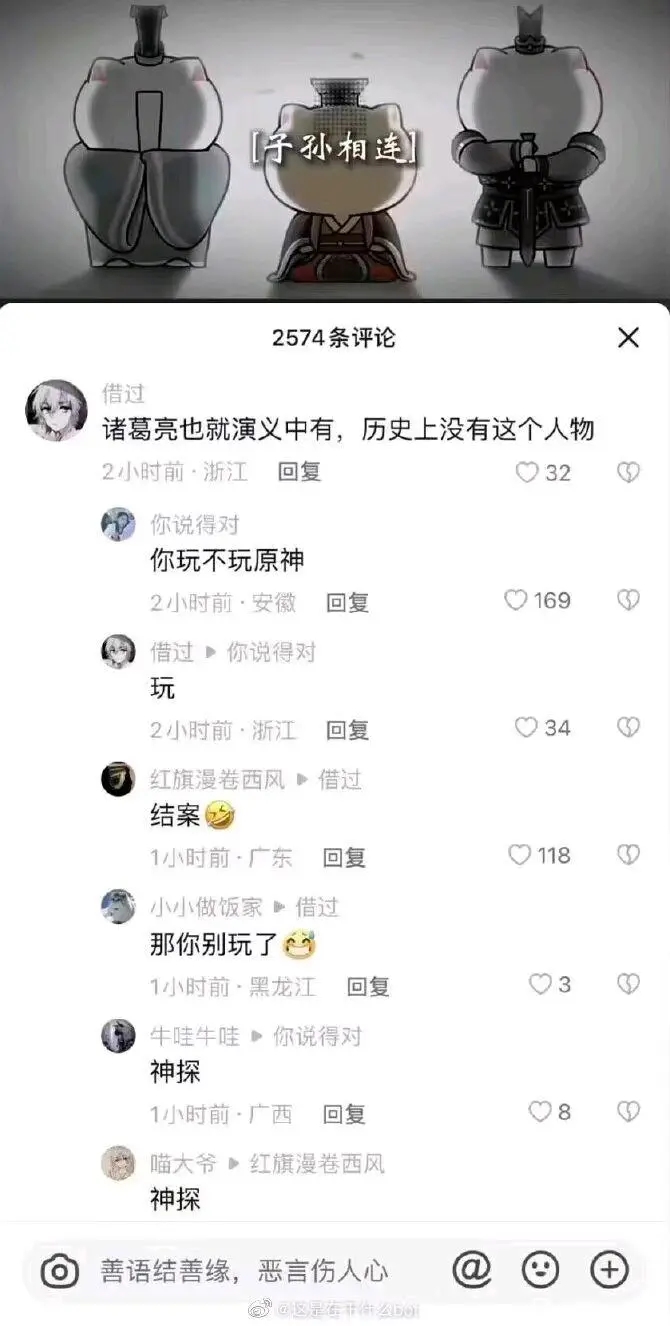 [子孙相连]
2574条评论
借过
诸葛亮也就演义中有，历史上没有这个人物
2小时前·浙江 回复 32
你说得对
你玩不玩原神
2小时前·安徽 回复 169
借过 ▶ 你说得对
玩
2小时前·浙江 回复 34
红旗漫卷西风 ▶ 借过
结案🤣
1小时前·广东 回复 118
小小做饭家 ▶ 借过
那你别玩了😅
1小时前·黑龙江 回复 3
牛哇牛哇 ▶ 你说得对
神探
1小时前·广西 回复 8
喵大爷 ▶ 红旗漫卷西风
神探
善语结善缘，恶言伤人心
@这是在干什么bot